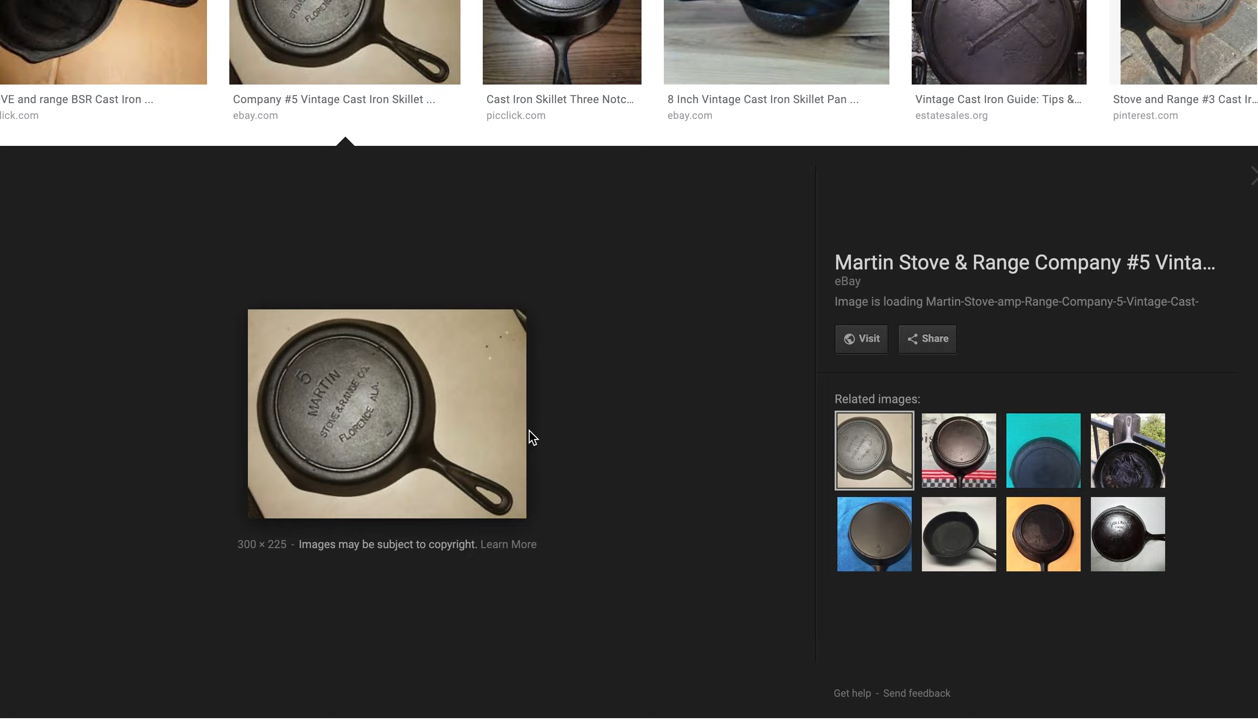 VE and range BSR Cast Iron ...
lick.com
Company #5 Vintage Cast Iron Skillet ...
ebay.com
Cast Iron Skillet Three Notc...
picclick.com
8 Inch Vintage Cast Iron Skillet Pan ...
ebay.com
Vintage Cast Iron Guide: Tips &...
estatesales.org
Stove and Range #3 Cast Ir...
pinterest.com
5
MARTIN
STOVE & RANGE CO.
FLORENCE ALA.
300 × 225 - Images may be subject to copyright. Learn More
Martin Stove & Range Company #5 Vinta...
eBay
Image is loading Martin-Stove-amp-Range-Company-5-Vintage-Cast-
Visit
Share
Related images:
Get help - Send feedback